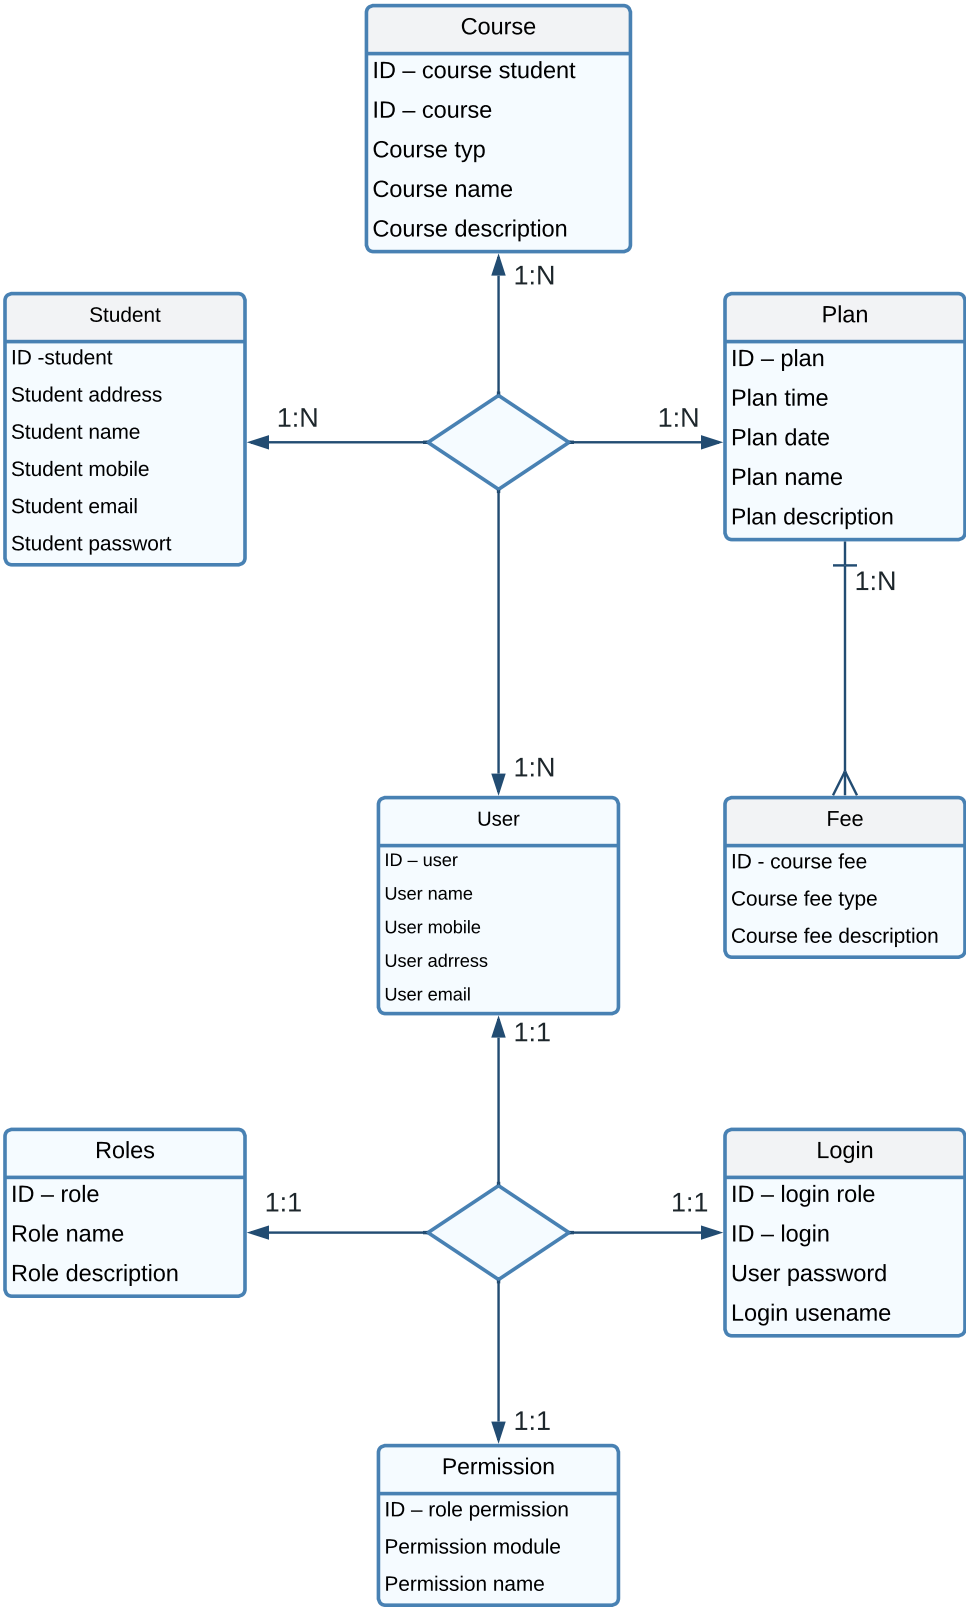 Course
ID – course student
ID – course
Course typ
Course name
Course description
1:N
Student
ID -student
Student address
Student name
Student mobile
Student email
Student passwort
1:N
1:N
Plan
ID – plan
Plan time
Plan date
Plan name
Plan description
1:N
1:N
User
ID – user
User name
User mobile
User adrress
User email
Fee
ID - course fee
Course fee type
Course fee description
1:1
Roles
ID – role
Role name
Role description
1:1
1:1
Login
ID – login role
ID – login
User password
Login usename
1:1
Permission
ID – role permission
Permission module
Permission name